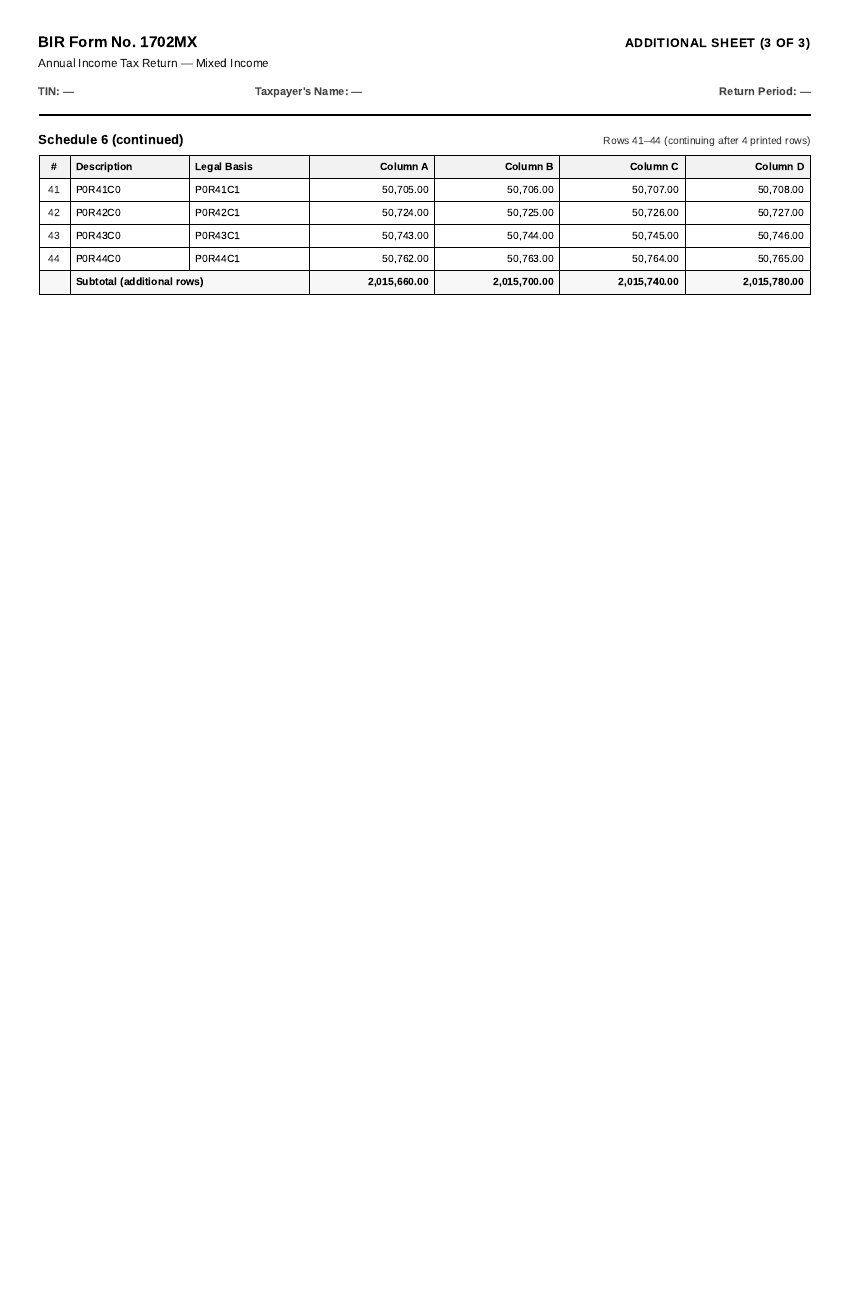 BIR Form No. 1702MX
ADDITIONAL SHEET (3 OF 3)
Annual Income Tax Return — Mixed Income
TIN: — Taxpayer's Name: — Return Period: —
Schedule 6 (continued)
Rows 41–44 (continuing after 4 printed rows)
# Description Legal Basis Column A Column B Column C Column D
41 P0R41C0 P0R41C1 50,705.00 50,706.00 50,707.00 50,708.00
42 P0R42C0 P0R42C1 50,724.00 50,725.00 50,726.00 50,727.00
43 P0R43C0 P0R43C1 50,743.00 50,744.00 50,745.00 50,746.00
44 P0R44C0 P0R44C1 50,762.00 50,763.00 50,764.00 50,765.00
Subtotal (additional rows) 2,015,660.00 2,015,700.00 2,015,740.00 2,015,780.00